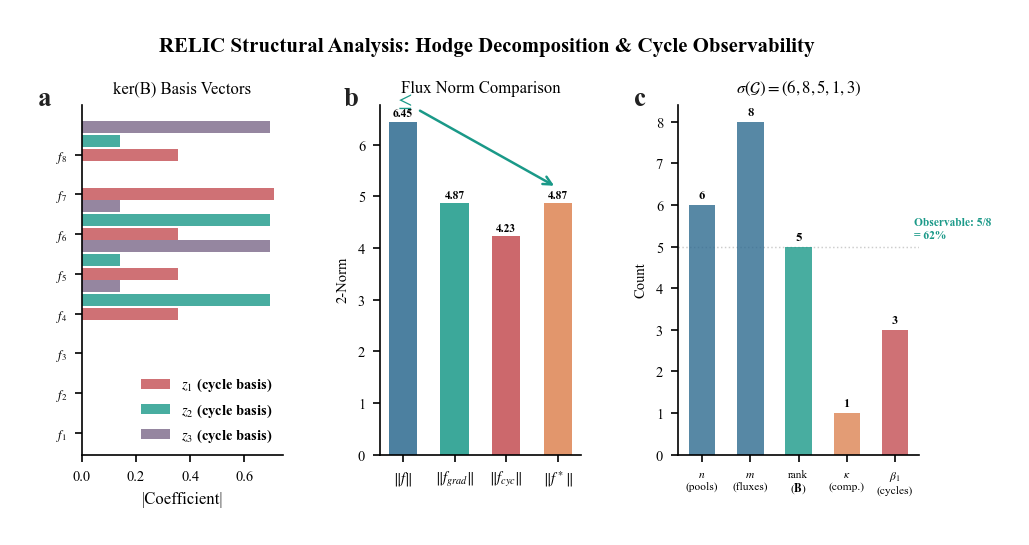 RELIC Structural Analysis: Hodge Decomposition & Cycle Observability
a
ker(B) Basis Vectors
f₈
f₇
f₆
f₅
f₄
f₃
f₂
f₁
z₁ (cycle basis)
z₂ (cycle basis)
z₃ (cycle basis)
0.0 0.2 0.4 0.6
|Coefficient|
b
Flux Norm Comparison
≤
6.45
4.87
4.23
4.87
2-Norm
6
5
4
3
2
1
0
||f|| ||f_grad|| ||f_cyc|| ||f*||
c
σ(𝒢) = (6, 8, 5, 1, 3)
Count
8
7
6
5
4
3
2
1
0
6
8
5
1
3
Observable: 5/8
= 62%
n m rank κ β₁
(pools) (fluxes) (B) (comp.) (cycles)